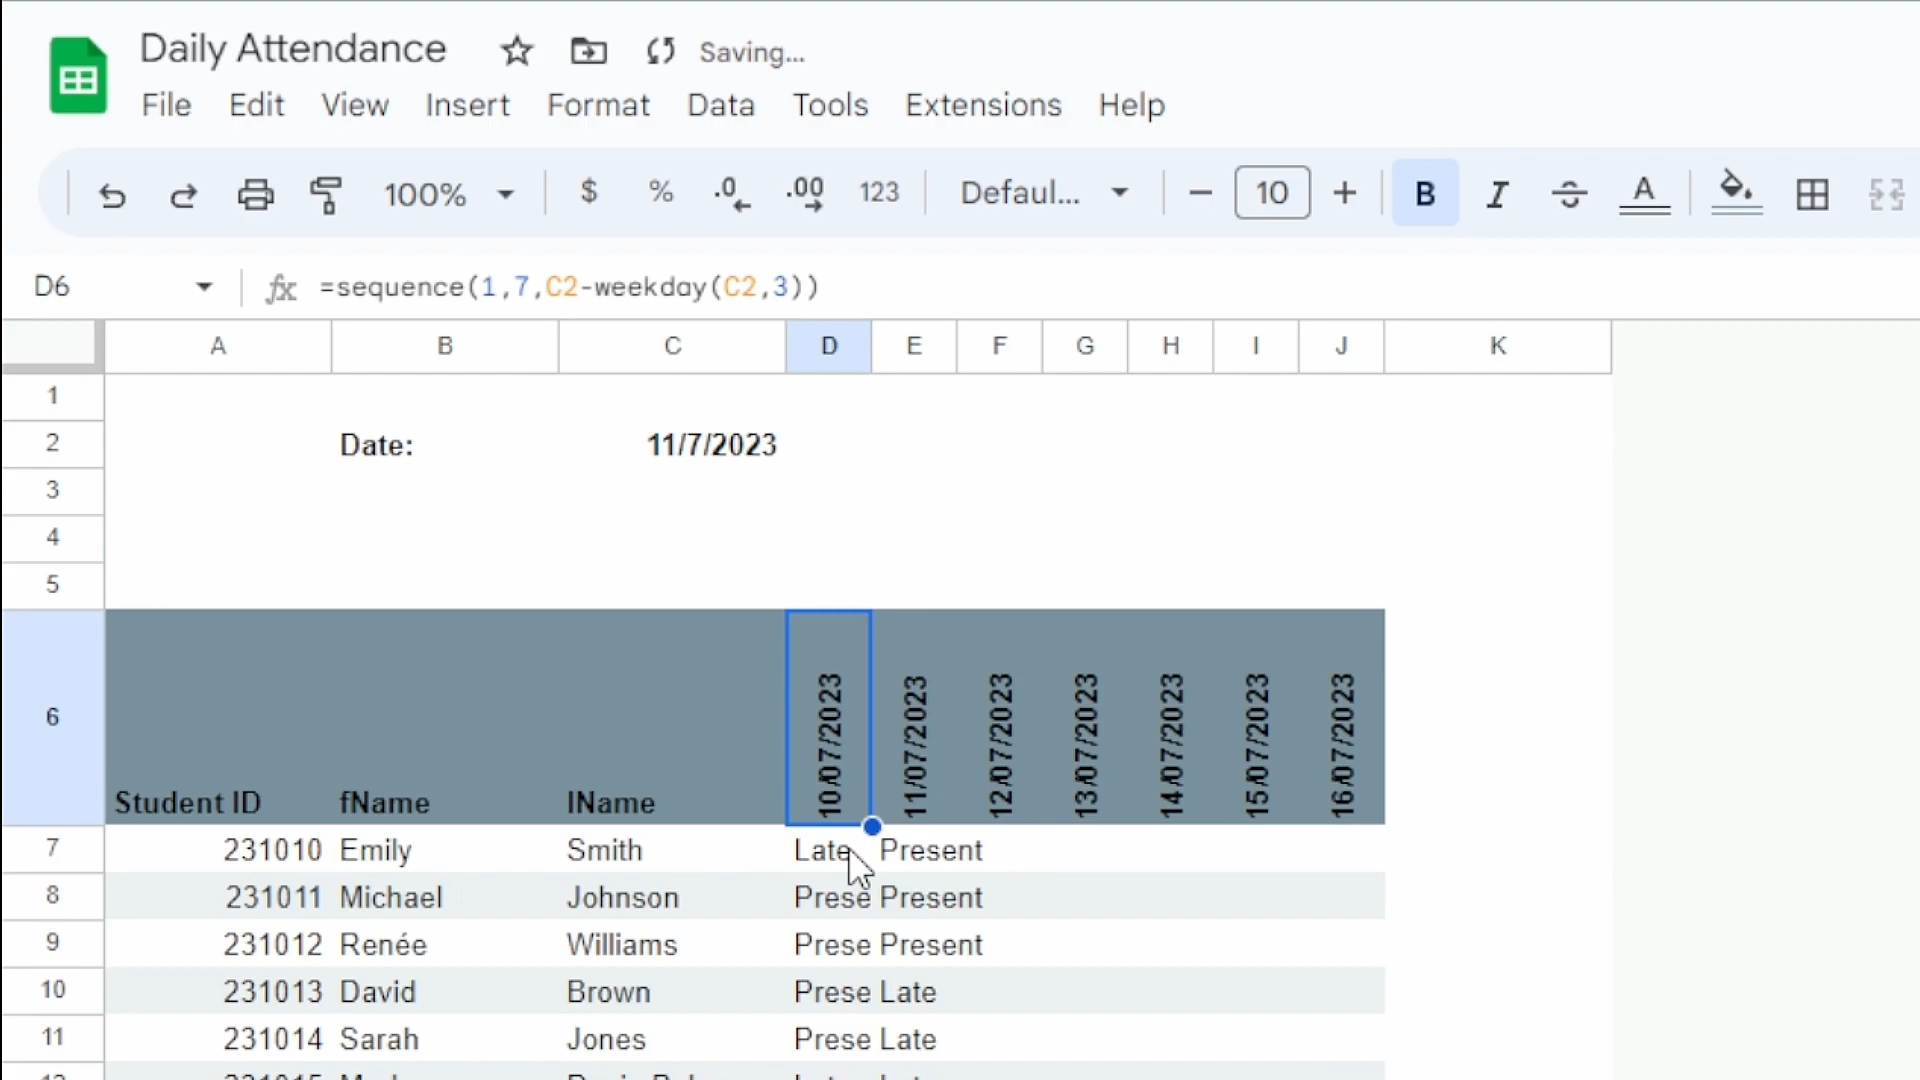 Daily Attendance Saving...
File Edit View Insert Format Data Tools Extensions Help
100% $ % .0 .00 123 Defaul... 10 B I A
D6 fx =sequence(1,7,C2-weekday(C2,3))
A B C D E F G H I J K
1
2 Date: 11/7/2023
3
4
5
6 Student ID fName lName 10/07/2023 11/07/2023 12/07/2023 13/07/2023 14/07/2023 15/07/2023 16/07/2023
7 231010 Emily Smith Late Present
8 231011 Michael Johnson Prese Present
9 231012 Renée Williams Prese Present
10 231013 David Brown Prese Late
11 231014 Sarah Jones Prese Late